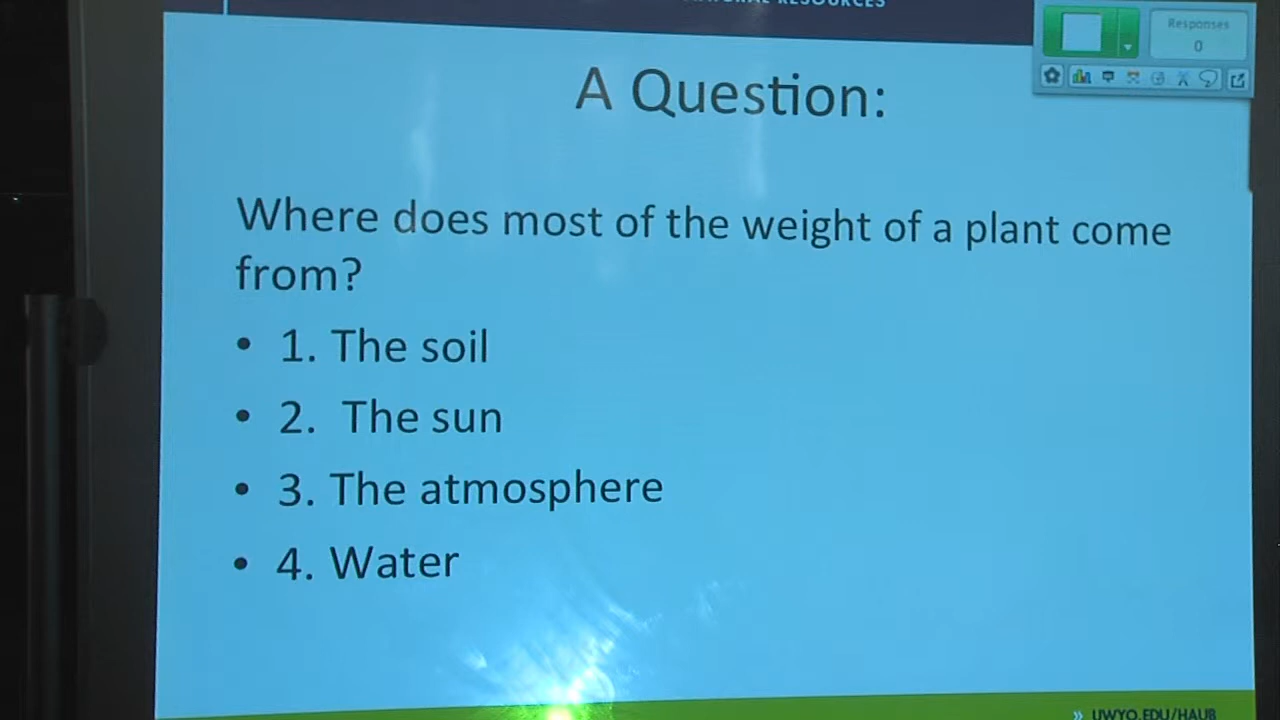 RESOURCES
Responses
0
A Question:
Where does most of the weight of a plant come
from?
• 1. The soil
• 2. The sun
• 3. The atmosphere
• 4. Water
» UWYO.EDU/HAUB